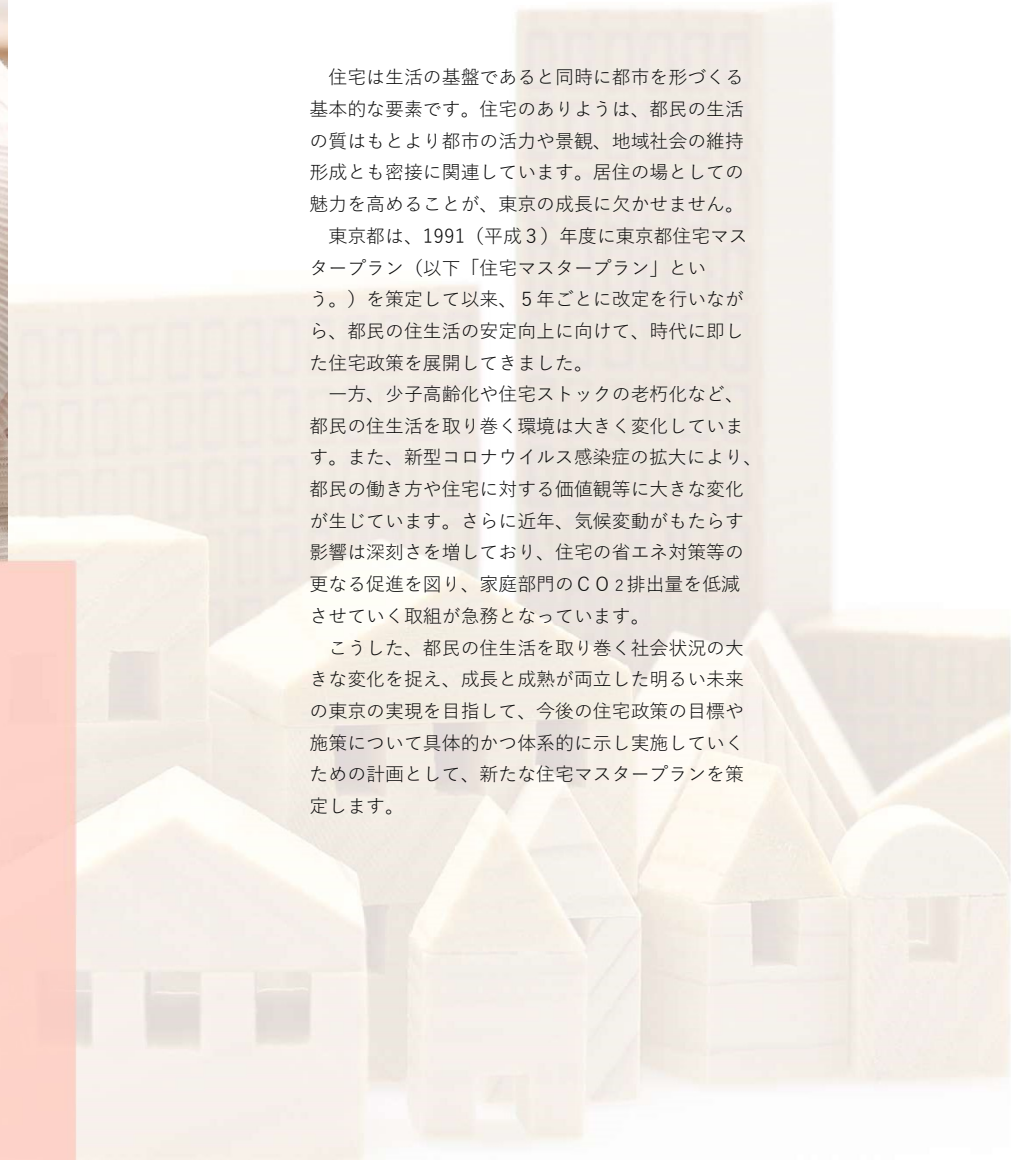 住宅は生活の基盤であると同時に都市を形づくる
基本的な要素です。住宅のありようは、都民の生活
の質はもとより都市の活力や景観、地域社会の維持
形成とも密接に関連しています。居住の場としての
魅力を高めることが、東京の成長に欠かせません。
　東京都は、1991（平成３）年度に東京都住宅マス
タープラン（以下「住宅マスタープラン」とい
う。）を策定して以来、５年ごとに改定を行いなが
ら、都民の住生活の安定向上に向けて、時代に即し
た住宅政策を展開してきました。
　一方、少子高齢化や住宅ストックの老朽化など、
都民の住生活を取り巻く環境は大きく変化していま
す。また、新型コロナウイルス感染症の拡大により、
都民の働き方や住宅に対する価値観等に大きな変化
が生じています。さらに近年、気候変動がもたらす
影響は深刻さを増しており、住宅の省エネ対策等の
更なる促進を図り、家庭部門のＣＯ２排出量を低減
させていく取組が急務となっています。
　こうした、都民の住生活を取り巻く社会状況の大
きな変化を捉え、成長と成熟が両立した明るい未来
の東京の実現を目指して、今後の住宅政策の目標や
施策について具体的かつ体系的に示し実施していく
ための計画として、新たな住宅マスタープランを策
定します。